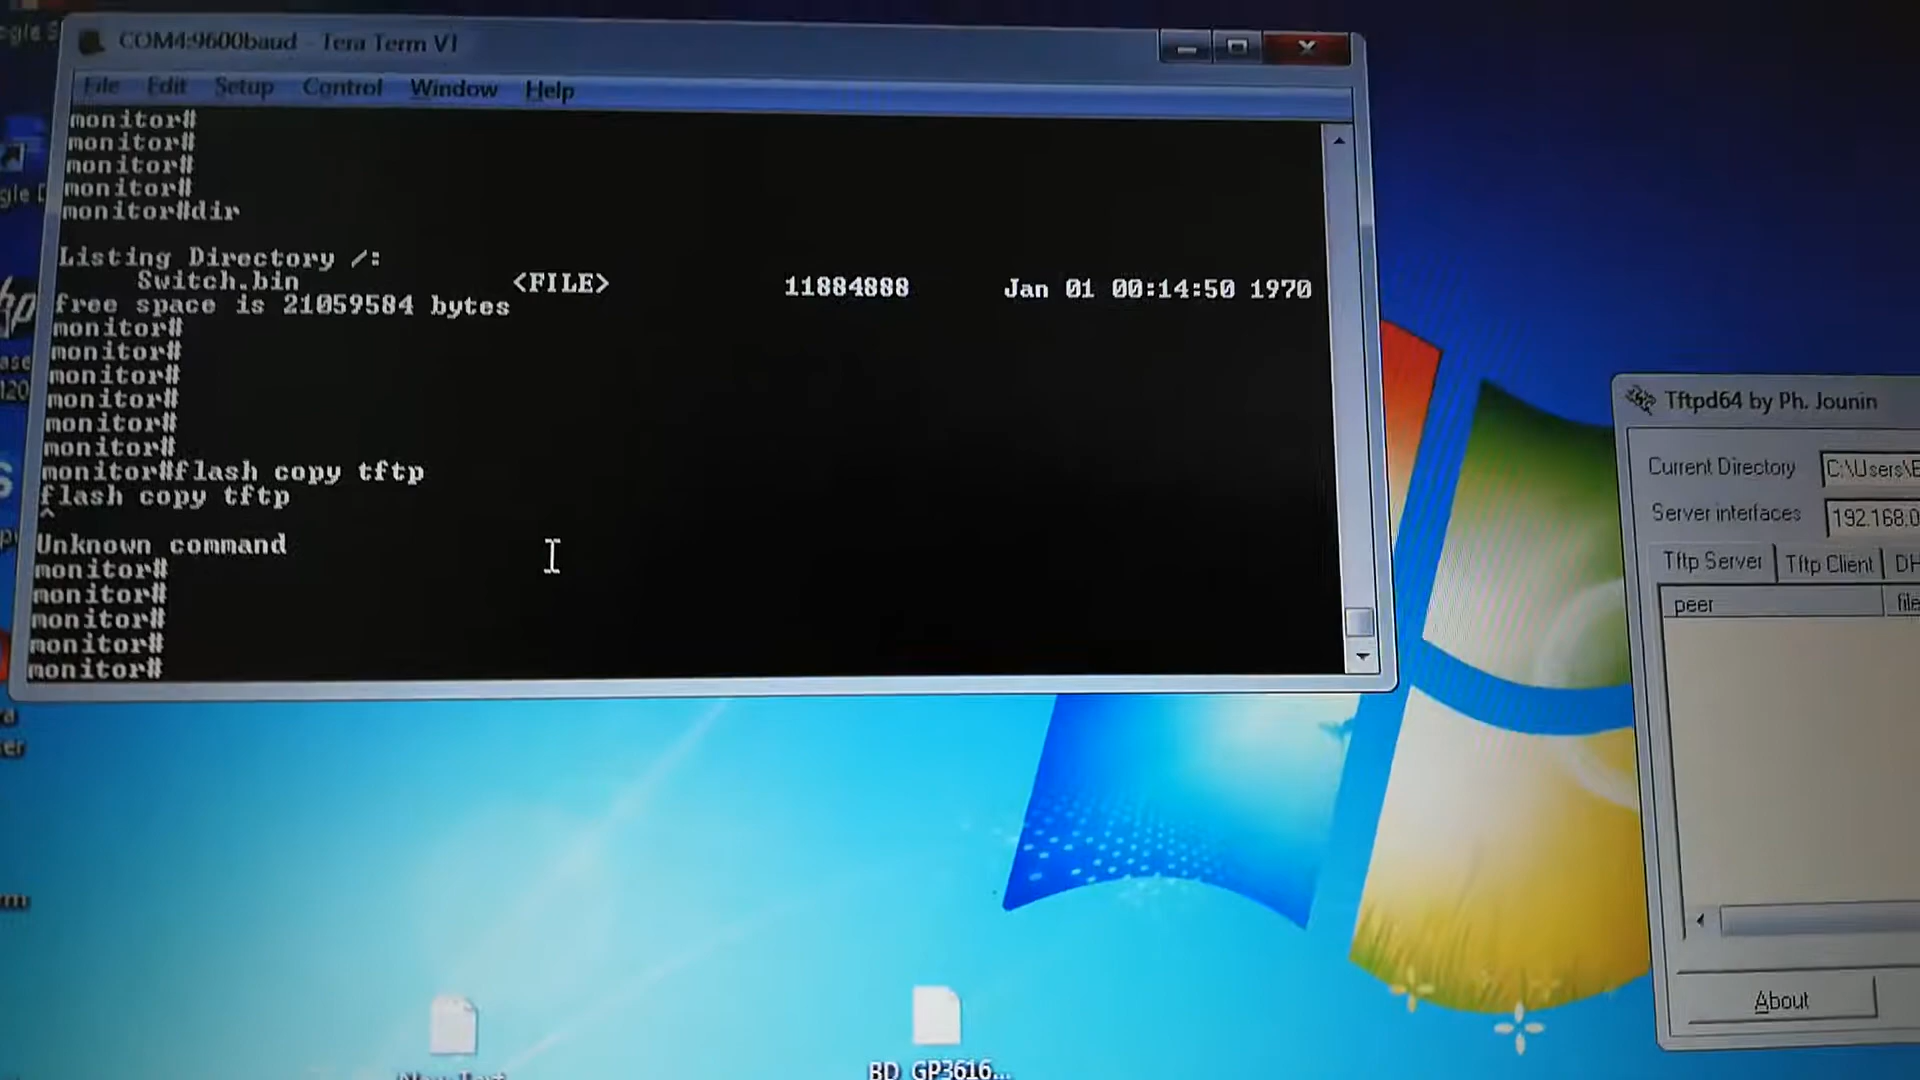 COM4:9600baud - Tera Term VT
File Edit Setup Control Window Help
monitor#
monitor#
monitor#
monitor#
monitor#dir
Listing Directory /:
Switch.bin <FILE> 11884888 Jan 01 00:14:50 1970
free space is 21059584 bytes
monitor#
monitor#
monitor#
monitor#
monitor#
monitor#
monitor#flash copy tftp
flash copy tftp
^
Unknown command
monitor#
monitor#
monitor#
monitor#
monitor#
Tftpd64 by Ph. Jounin
Current Directory C:\Users\E
Server interfaces 192.168.0
Tftp Server Tftp Client DH
peer file
About
BD_GP3616...